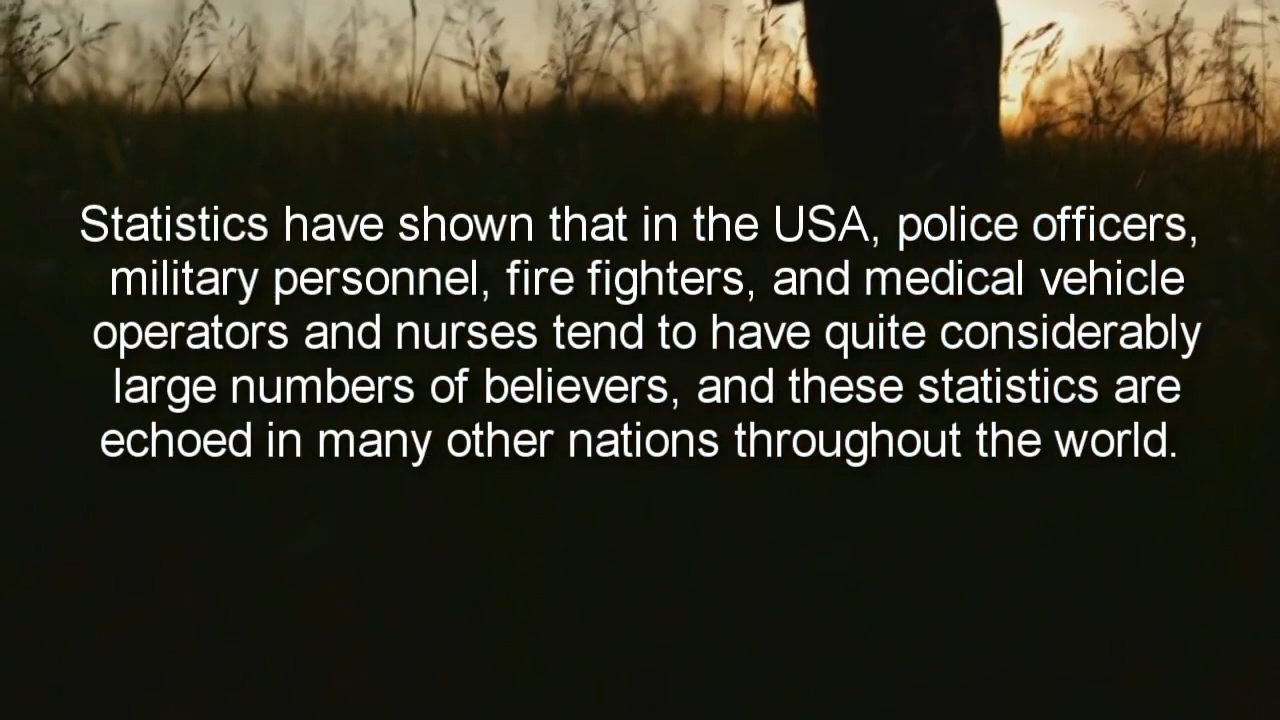 Statistics have shown that in the USA, police officers,
military personnel, fire fighters, and medical vehicle
operators and nurses tend to have quite considerably
large numbers of believers, and these statistics are
echoed in many other nations throughout the world.